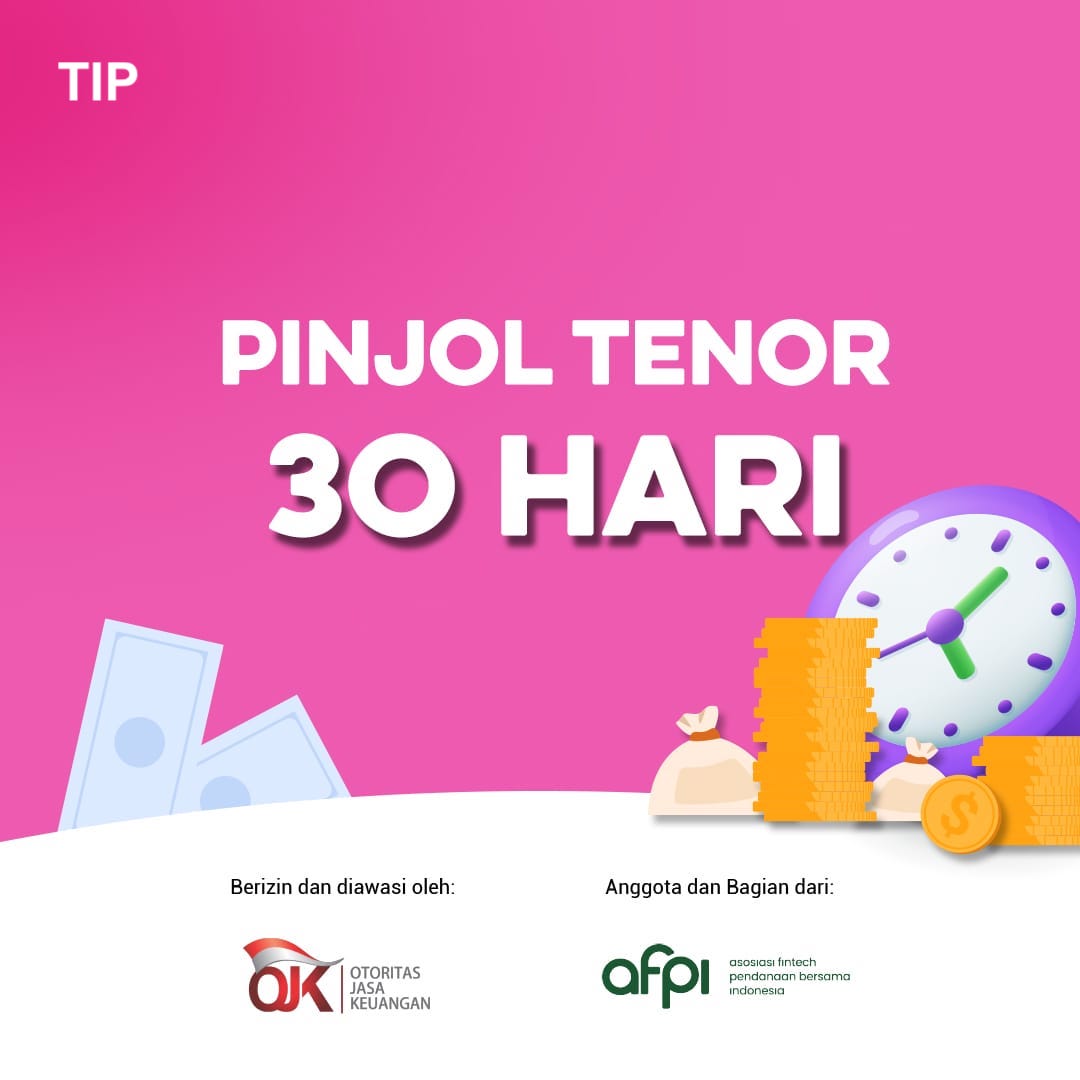 TIP
PINJOL TENOR
30 HARI
Berizin dan diawasi oleh:
OJK
OTORITAS
JASA
KEUANGAN
Anggota dan Bagian dari:
afpi
asosiasi fintech
pendanaan bersama
indonesia